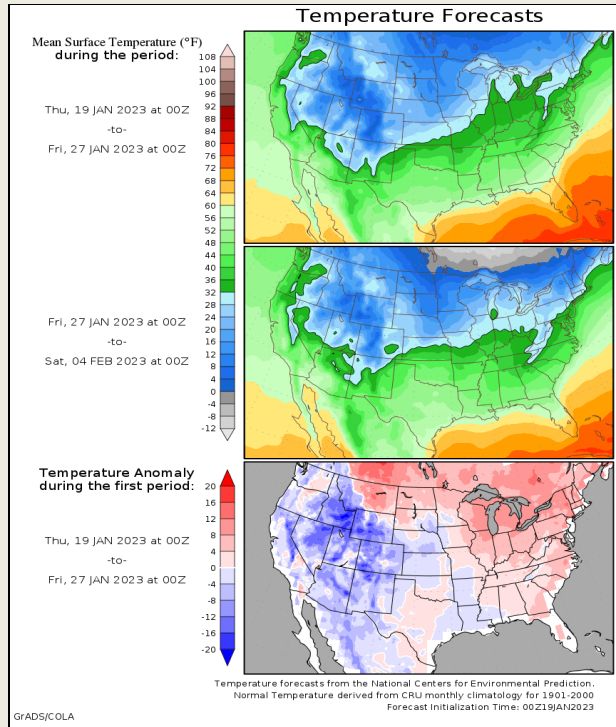 Temperature Forecasts
Mean Surface Temperature (°F)
during the period:
Thu, 19 JAN 2023 at 00Z
-to-
Fri, 27 JAN 2023 at 00Z
108
104
100
96
92
88
84
80
76
72
68
64
60
56
52
48
44
40
36
32
28
24
20
16
12
8
4
0
-4
-8
-12
Fri, 27 JAN 2023 at 00Z
-to-
Sat, 04 FEB 2023 at 00Z
Temperature Anomaly
during the first period:
Thu, 19 JAN 2023 at 00Z
-to-
Fri, 27 JAN 2023 at 00Z
20
16
12
8
4
0
-4
-8
-12
-16
-20
Temperature forecasts from the National Centers for Environmental Prediction.
Normal Temperature derived from CRU monthly climatology for 1901-2000
Forecast Initialization Time: 00Z19JAN2023
GrADS/COLA